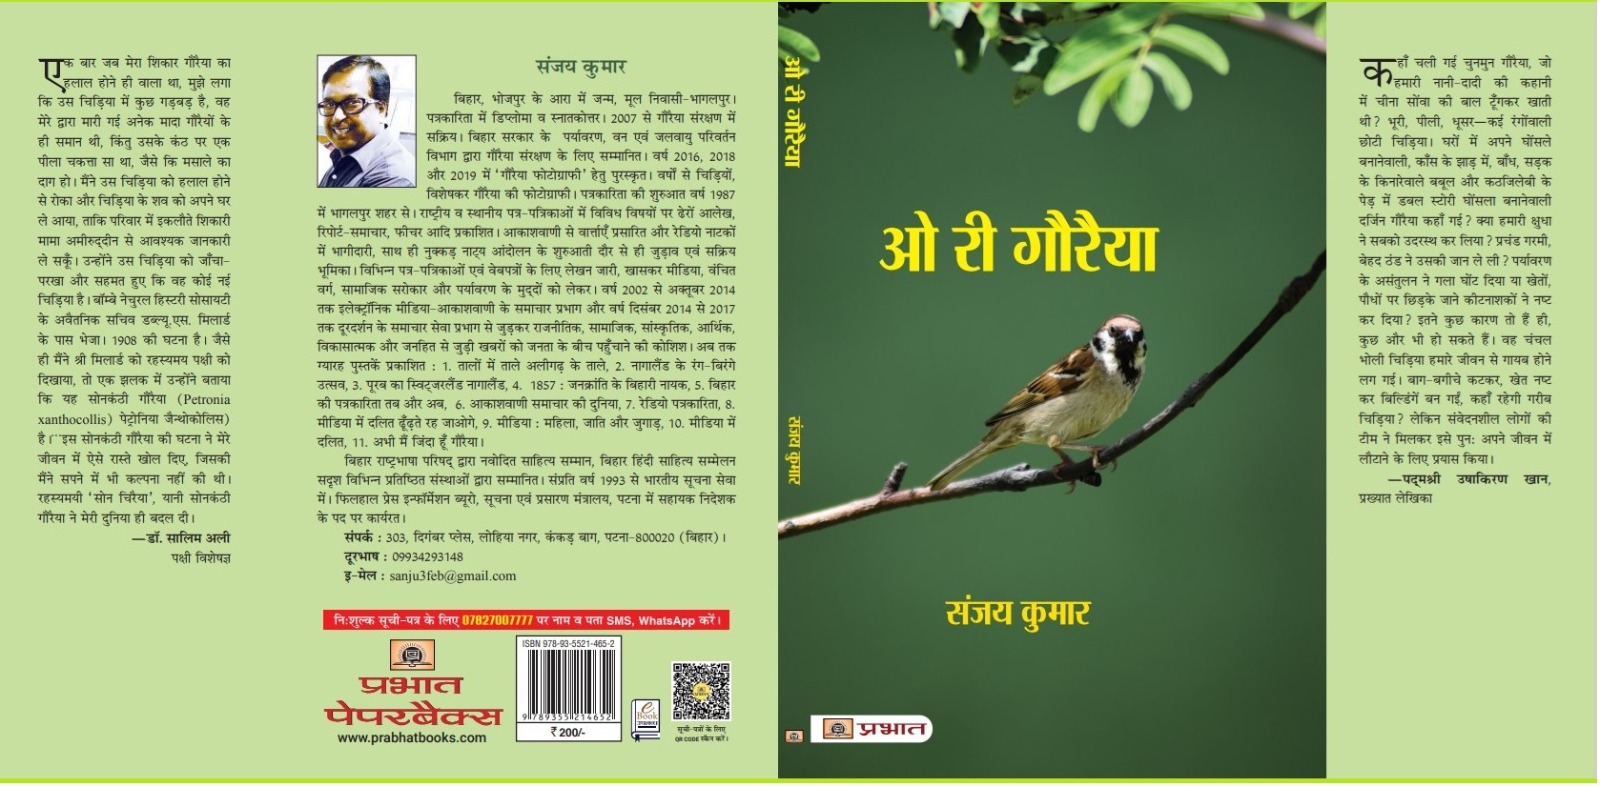 एक बार जब मेरा शिकार गौरैया का
हलाल होने ही वाला था, मुझे लगा
कि उस चिड़िया में कुछ गड़बड़ है, वह
मेरे द्वारा मारी गई अनेक मादा गौरैयों के
ही समान थी, किंतु उसके कंठ पर एक
पीला चकत्ता सा था, जैसे कि मसाले का
दाग हो। मैंने उस चिड़िया को हलाल होने
से रोका और चिड़िया के शव को अपने घर
ले आया, ताकि परिवार में इकलौते शिकारी
मामा अमीरुद्दीन से आवश्यक जानकारी
ले सकूँ। उन्होंने उस चिड़िया को जाँचा-
परखा और सहमत हुए कि वह कोई नई
चिड़िया है। बॉम्बे नेचुरल हिस्टरी सोसायटी
के अवैतनिक सचिव डब्ल्यू.एस. मिलार्ड
के पास भेजा। 1908 की घटना है। जैसे
ही मैंने श्री मिलार्ड को रहस्यमय पक्षी को
दिखाया, तो एक झलक में उन्होंने बताया
कि यह सोनकंठी गौरैया (Petronia
xanthocollis) पेट्रोनिया जैन्थोकोलिस)
है। इस सोनकंठी गौरैया की घटना ने मेरे
जीवन में ऐसे रास्ते खोल दिए, जिसकी
मैंने सपने में भी कल्पना नहीं की थी।
रहस्यमयी 'सोन चिरैया', यानी सोनकंठी
गौरैया ने मेरी दुनिया ही बदल दी।
—डॉ. सालिम अली
पक्षी विशेषज्ञ
संजय कुमार
बिहार, भोजपुर के आरा में जन्म, मूल निवासी-भागलपुर।
पत्रकारिता में डिप्लोमा व स्नातकोत्तर। 2007 से गौरैया संरक्षण में
सक्रिय। बिहार सरकार के पर्यावरण, वन एवं जलवायु परिवर्तन
विभाग द्वारा गौरैया संरक्षण के लिए सम्मानित। वर्ष 2016, 2018
और 2019 में 'गौरैया फोटोग्राफी' हेतु पुरस्कृत। वर्षों से चिड़ियों,
विशेषकर गौरैया की फोटोग्राफी। पत्रकारिता की शुरुआत वर्ष 1987
में भागलपुर शहर से। राष्ट्रीय व स्थानीय पत्र-पत्रिकाओं में विविध विषयों पर ढेरों आलेख,
रिपोर्ट-समाचार, फीचर आदि प्रकाशित। आकाशवाणी से वार्त्ताएँ प्रसारित और रेडियो नाटकों
में भागीदारी, साथ ही नुक्कड़ नाट्य आंदोलन के शुरुआती दौर से ही जुड़ाव एवं सक्रिय
भूमिका। विभिन्न पत्र-पत्रिकाओं एवं वेबपत्रों के लिए लेखन जारी, खासकर मीडिया, वंचित
वर्ग, सामाजिक सरोकार और पर्यावरण के मुद्दों को लेकर। वर्ष 2002 से अक्तूबर 2014
तक इलेक्ट्रॉनिक मीडिया-आकाशवाणी के समाचार प्रभाग और वर्ष दिसंबर 2014 से 2017
तक दूरदर्शन के समाचार सेवा प्रभाग से जुड़कर राजनीतिक, सामाजिक, सांस्कृतिक, आर्थिक,
विकासात्मक और जनहित से जुड़ी खबरों को जनता के बीच पहुँचाने की कोशिश। अब तक
ग्यारह पुस्तकें प्रकाशित : 1. तालों में ताले अलीगढ़ के ताले, 2. नागालैंड के रंग-बिरंगे
उत्सव, 3. पूरब का स्विट्जरलैंड नागालैंड, 4. 1857 : जनक्रांति के बिहारी नायक, 5. बिहार
की पत्रकारिता तब और अब, 6. आकाशवाणी समाचार की दुनिया, 7. रेडियो पत्रकारिता, 8.
मीडिया में दलित ढूँढ़ते रह जाओगे, 9. मीडिया : महिला, जाति और जुगाड़, 10. मीडिया में
दलित, 11. अभी मैं जिंदा हूँ गौरैया।
बिहार राष्ट्रभाषा परिषद् द्वारा नवोदित साहित्य सम्मान, बिहार हिंदी साहित्य सम्मेलन
सदृश विभिन्न प्रतिष्ठित संस्थाओं द्वारा सम्मानित। संप्रति वर्ष 1993 से भारतीय सूचना सेवा
में। फिलहाल प्रेस इन्फॉर्मेशन ब्यूरो, सूचना एवं प्रसारण मंत्रालय, पटना में सहायक निदेशक
के पद पर कार्यरत।
संपर्क : 303, दिगंबर प्लेस, लोहिया नगर, कंकड़ बाग, पटना-800020 (बिहार)।
दूरभाष : 09934293148
इ-मेल : sanju3feb@gmail.com
नि:शुल्क सूची-पत्र के लिए 07827007777 पर नाम व पता SMS, WhatsApp करें।
प्रभात
पेपरबैक्स
www.prabhatbooks.com
ISBN 978-93-5521-465-2
9 789355 214652
₹ 200/-
eBook
उपलब्ध
सूची-पत्रों के लिए
QR CODE स्कैन करें।
ओ री गौरैया
संजय कुमार
ओ री गौरैया
संजय कुमार
प्रभात
कहाँ चली गई चुनमुन गौरैया, जो
हमारी नानी-दादी की कहानी
में चीना सोंवा की बाल टूँगकर खाती
थी? भूरी, पीली, धूसर—कई रंगोंवाली
छोटी चिड़िया। घरों में अपने घोंसले
बनानेवाली, काँस के झाड़ में, बाँध, सड़क
के किनारेवाले बबूल और कठजिलेबी के
पेड़ में डबल स्टोरी घोंसला बनानेवाली
दर्जिन गौरैया कहाँ गई? क्या हमारी क्षुधा
ने सबको उदरस्थ कर लिया? प्रचंड गरमी,
बेहद ठंड ने उसकी जान ले ली? पर्यावरण
के असंतुलन ने गला घोंट दिया या खेतों,
पौधों पर छिड़के जाने कीटनाशकों ने नष्ट
कर दिया? इतने कुछ कारण तो हैं ही,
कुछ और भी हो सकते हैं। वह चंचल
भोली चिड़िया हमारे जीवन से गायब होने
लग गई। बाग-बगीचे कटकर, खेत नष्ट
कर बिल्डिंगें बन गईं, कहाँ रहेगी गरीब
चिड़िया? लेकिन संवेदनशील लोगों की
टीम ने मिलकर इसे पुन: अपने जीवन में
लौटाने के लिए प्रयास किया।
—पद्मश्री उषाकिरण खान,
प्रख्यात लेखिका